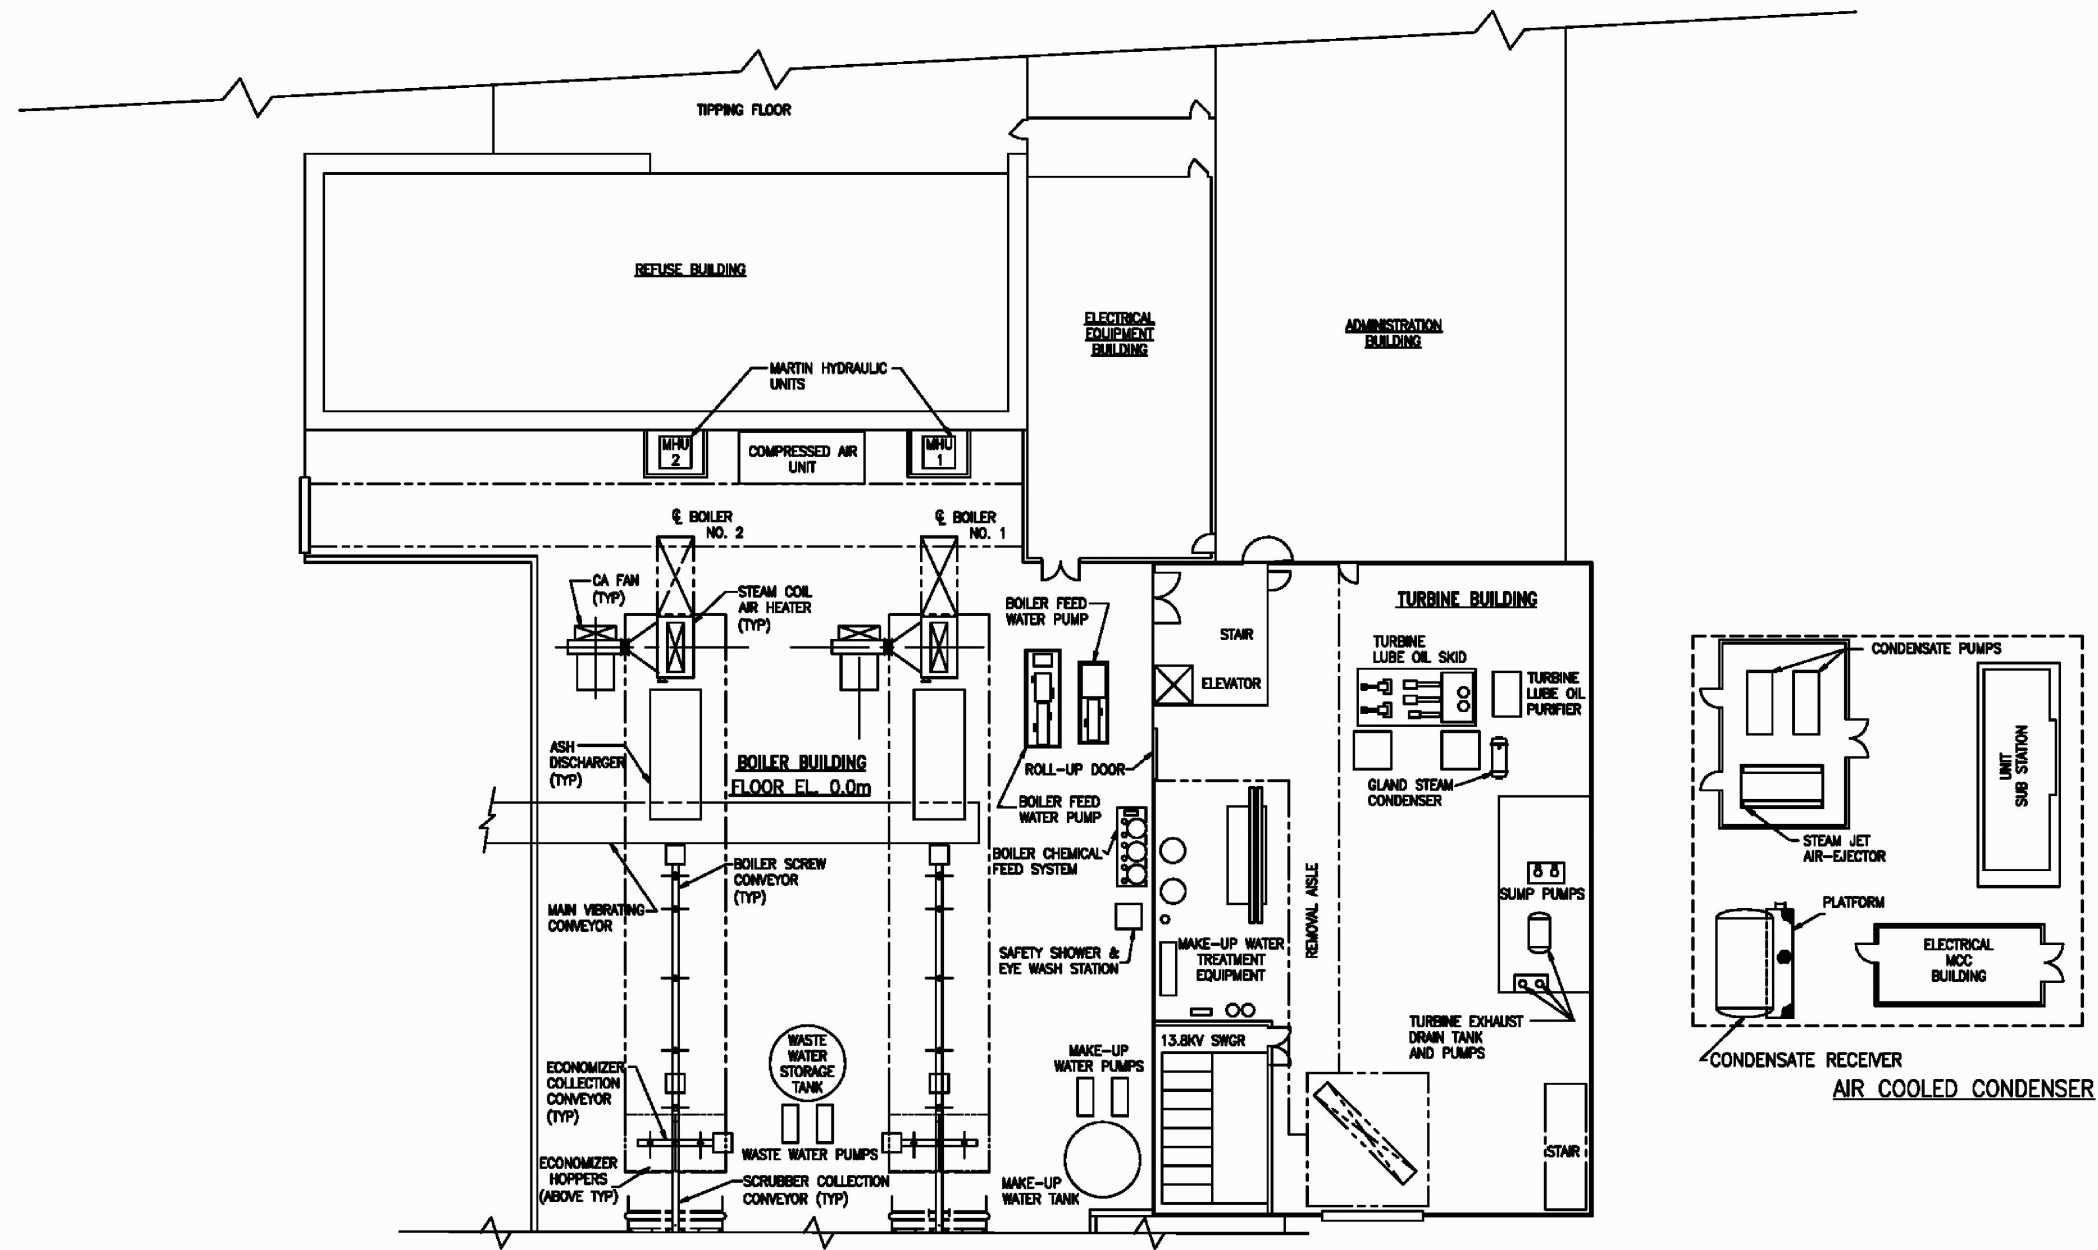 TIPPING FLOOR
REFUSE BUILDING
ELECTRICAL
EQUIPMENT
BUILDING
ADMINISTRATION
BUILDING
MARTIN HYDRAULIC
UNITS
MHU
2
COMPRESSED AIR
UNIT
MHU
1
℄ BOILER
NO. 2
℄ BOILER
NO. 1
CA FAN
(TYP)
STEAM COIL
AIR HEATER
(TYP)
BOILER FEED
WATER PUMP
STAIR
ELEVATOR
TURBINE BUILDING
TURBINE
LUBE OIL SKID
TURBINE
LUBE OIL
PURIFIER
CONDENSATE PUMPS
UNIT
SUB STATION
ASH
DISCHARGER
(TYP)
BOILER BUILDING
FLOOR EL. 0.0m
ROLL-UP DOOR
BOILER FEED
WATER PUMP
GLAND STEAM
CONDENSER
STEAM JET
AIR-EJECTOR
BOILER CHEMICAL
FEED SYSTEM
BOILER SCREW
CONVEYOR
(TYP)
MAIN VIBRATING
CONVEYOR
REMOVAL AISLE
SUMP PUMPS
PLATFORM
SAFETY SHOWER &
EYE WASH STATION
MAKE-UP WATER
TREATMENT
EQUIPMENT
ELECTRICAL
MCC
BUILDING
TURBINE EXHAUST
DRAIN TANK
AND PUMPS
13.8KV SWGR
WASTE
WATER
STORAGE
TANK
MAKE-UP
WATER PUMPS
CONDENSATE RECEIVER
AIR COOLED CONDENSER
ECONOMIZER
COLLECTION
CONVEYOR
(TYP)
WASTE WATER PUMPS
STAIR
ECONOMIZER
HOPPERS
(ABOVE TYP)
SCRUBBER COLLECTION
CONVEYOR (TYP)
MAKE-UP
WATER TANK